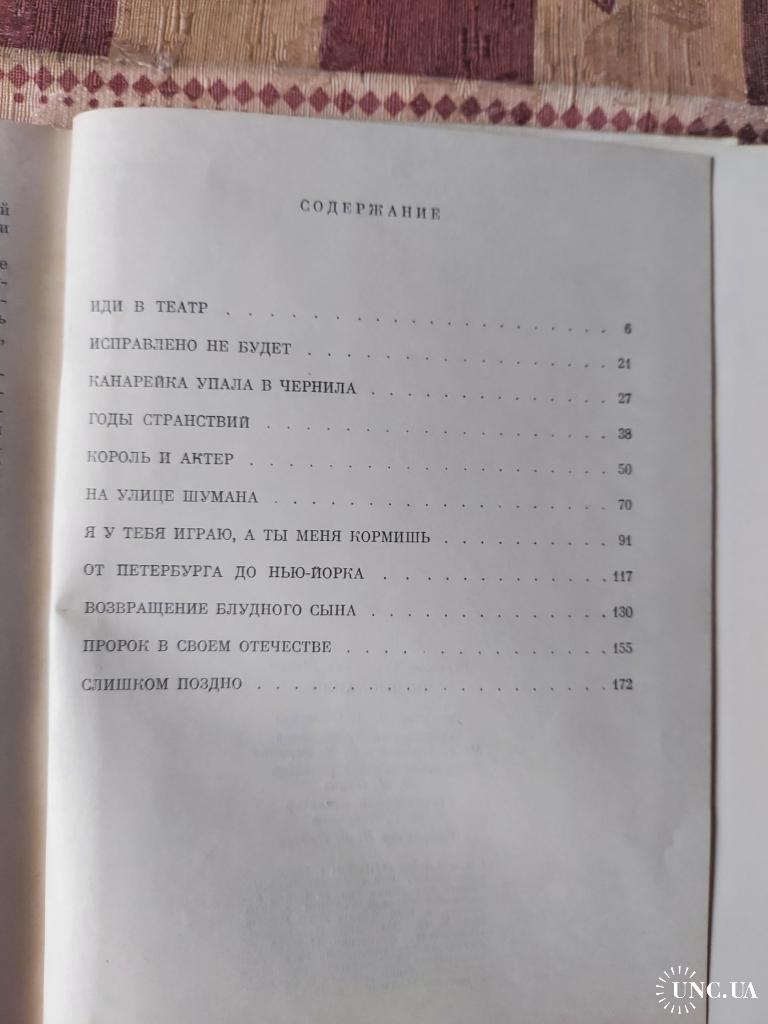 СОДЕРЖАНИЕ
ИДИ В ТЕАТР . . . . . . . . . . . . . . . 6
ИСПРАВЛЕНО НЕ БУДЕТ . . . . . . . . . . . 21
КАНАРЕЙКА УПАЛА В ЧЕРНИЛА . . . . . . . . . 27
ГОДЫ СТРАНСТВИЙ . . . . . . . . . . . . . 38
КОРОЛЬ И АКТЕР . . . . . . . . . . . . . 50
НА УЛИЦЕ ШУМАНА . . . . . . . . . . . . . 70
Я У ТЕБЯ ИГРАЮ, А ТЫ МЕНЯ КОРМИШЬ . . . . . . 91
ОТ ПЕТЕРБУРГА ДО НЬЮ-ЙОРКА . . . . . . . . 117
ВОЗВРАЩЕНИЕ БЛУДНОГО СЫНА . . . . . . . . 130
ПРОРОК В СВОЕМ ОТЕЧЕСТВЕ . . . . . . . . . 155
СЛИШКОМ ПОЗДНО . . . . . . . . . . . . . 172
UNC.UA